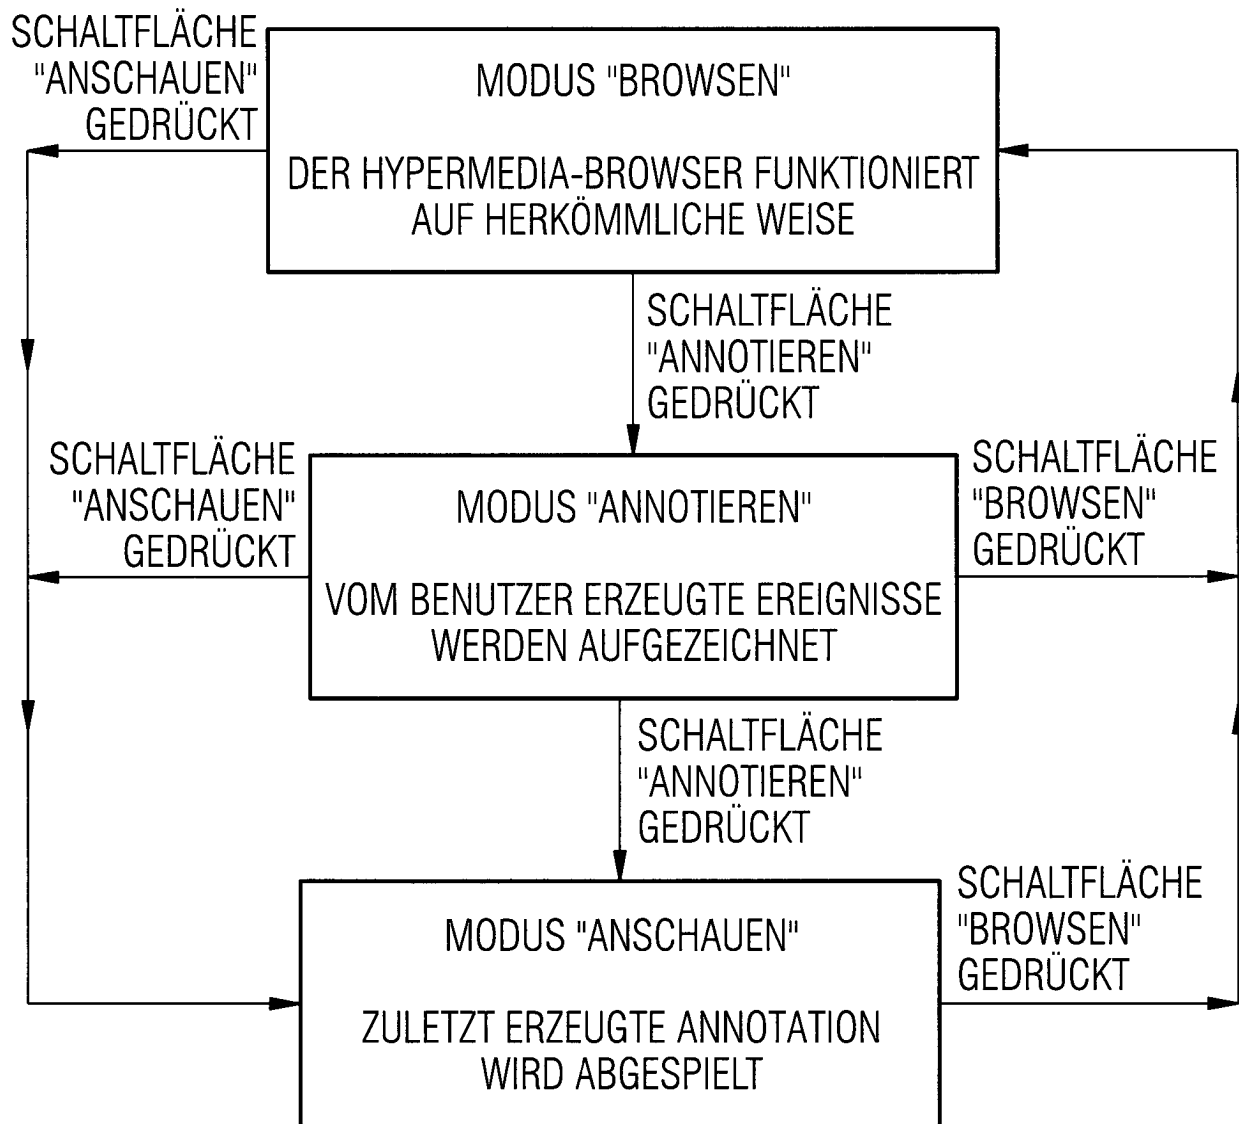 SCHALTFLÄCHE
"ANSCHAUEN"
GEDRÜCKT
MODUS "BROWSEN"
DER HYPERMEDIA-BROWSER FUNKTIONIERT
AUF HERKÖMMLICHE WEISE
SCHALTFLÄCHE
"ANNOTIEREN"
GEDRÜCKT
SCHALTFLÄCHE
"ANSCHAUEN"
GEDRÜCKT
MODUS "ANNOTIEREN"
VOM BENUTZER ERZEUGTE EREIGNISSE
WERDEN AUFGEZEICHNET
SCHALTFLÄCHE
"BROWSEN"
GEDRÜCKT
SCHALTFLÄCHE
"ANNOTIEREN"
GEDRÜCKT
MODUS "ANSCHAUEN"
ZULETZT ERZEUGTE ANNOTATION
WIRD ABGESPIELT
SCHALTFLÄCHE
"BROWSEN"
GEDRÜCKT